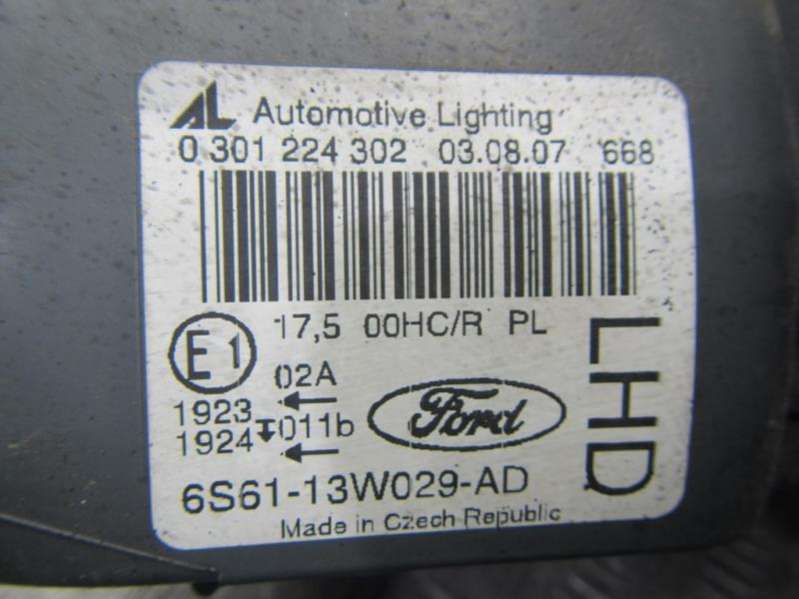 AL Automotive Lighting
0 301 224 302 03.08.07 668
E1 17,5 00HC/R PL
02A
1923
1924 011b
Ford
6S61-13W029-AD
Made in Czech Republic
LHD